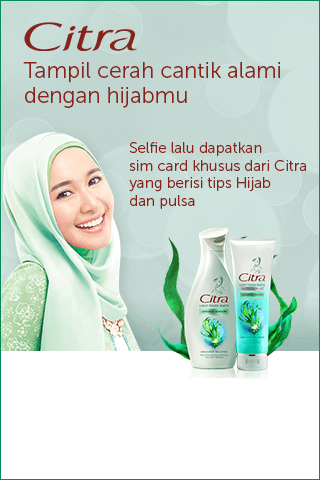 Citra
Tampil cerah cantik alami
dengan hijabmu
Selfie lalu dapatkan
sim card khusus dari Citra
yang berisi tips Hijab
dan pulsa
Citra
Citra